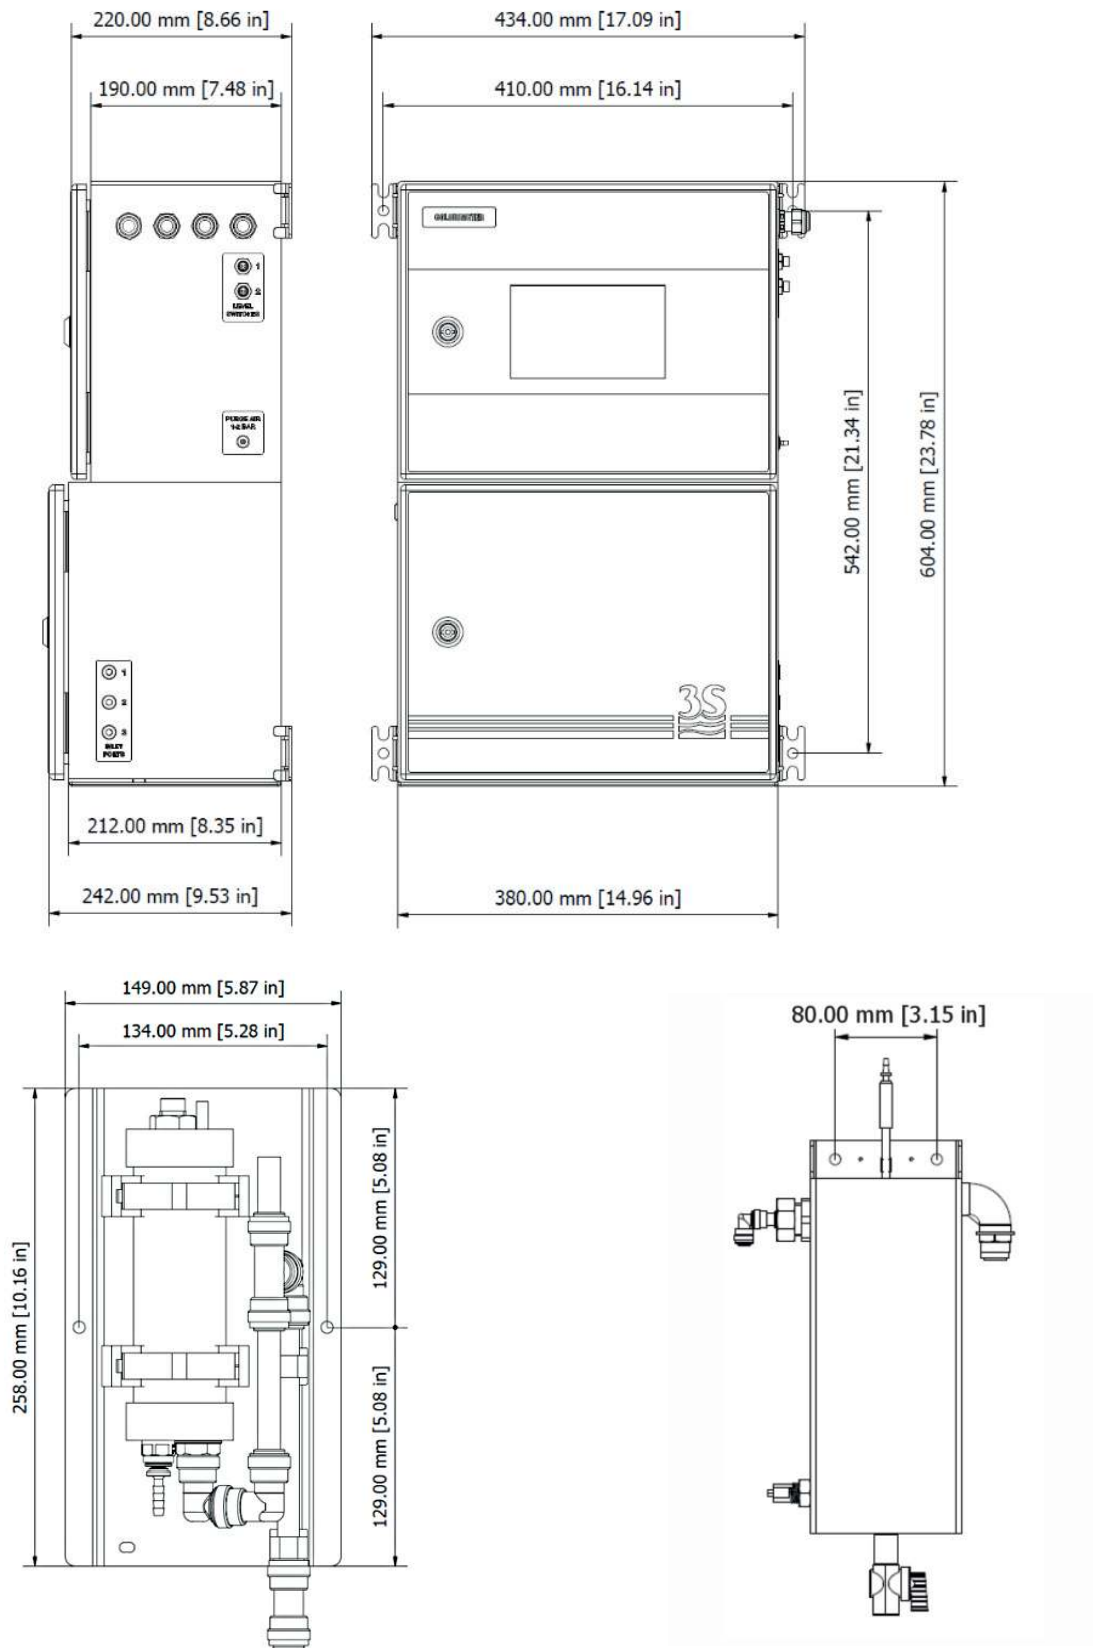 220.00 mm [8.66 in]
434.00 mm [17.09 in]
190.00 mm [7.48 in]
410.00 mm [16.14 in]
COLORIMETER
1
2
LEVEL
SWITCHES
PURGE AIR
1-2 BAR
542.00 mm [21.34 in]
604.00 mm [23.78 in]
1
2
3
INLET
PORTS
3S
212.00 mm [8.35 in]
242.00 mm [9.53 in]
380.00 mm [14.96 in]
149.00 mm [5.87 in]
134.00 mm [5.28 in]
80.00 mm [3.15 in]
258.00 mm [10.16 in]
129.00 mm [5.08 in]
129.00 mm [5.08 in]